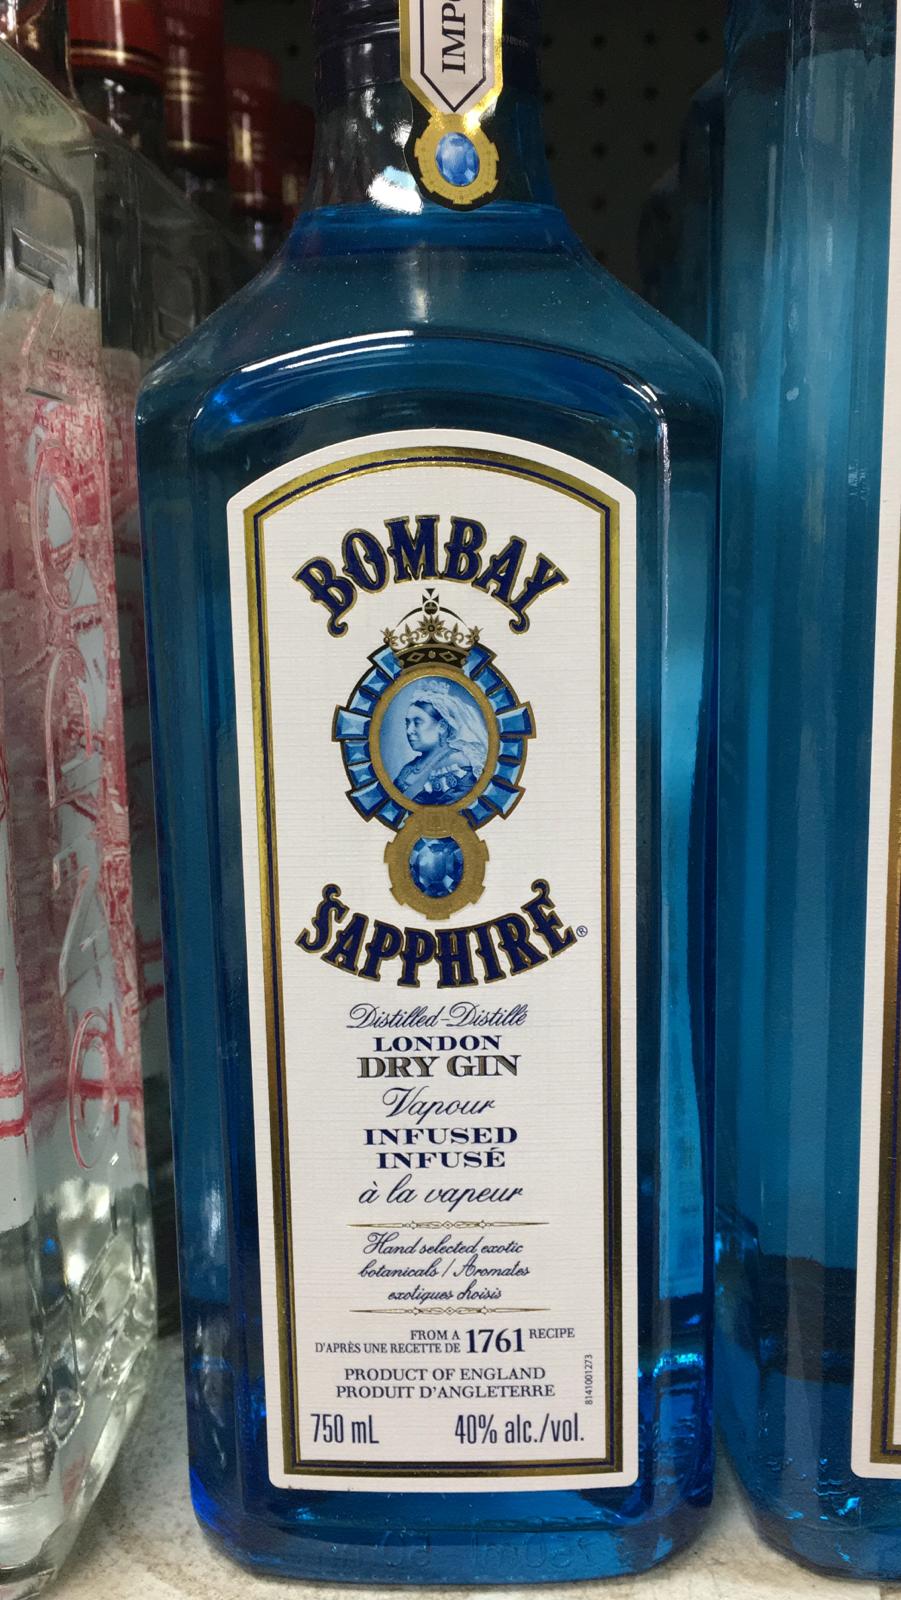 BOMBAY
SAPPHIRE®
Distilled-Distillé
LONDON
DRY GIN
Vapour
INFUSED
INFUSÉ
à la vapeur
Hand selected exotic
botanicals / Aromates
exotiques choisis
FROM A 1761 RECIPE
D'APRÈS UNE RECETTE DE
PRODUCT OF ENGLAND
PRODUIT D'ANGLETERRE
8141001273
750 mL 40% alc./vol.